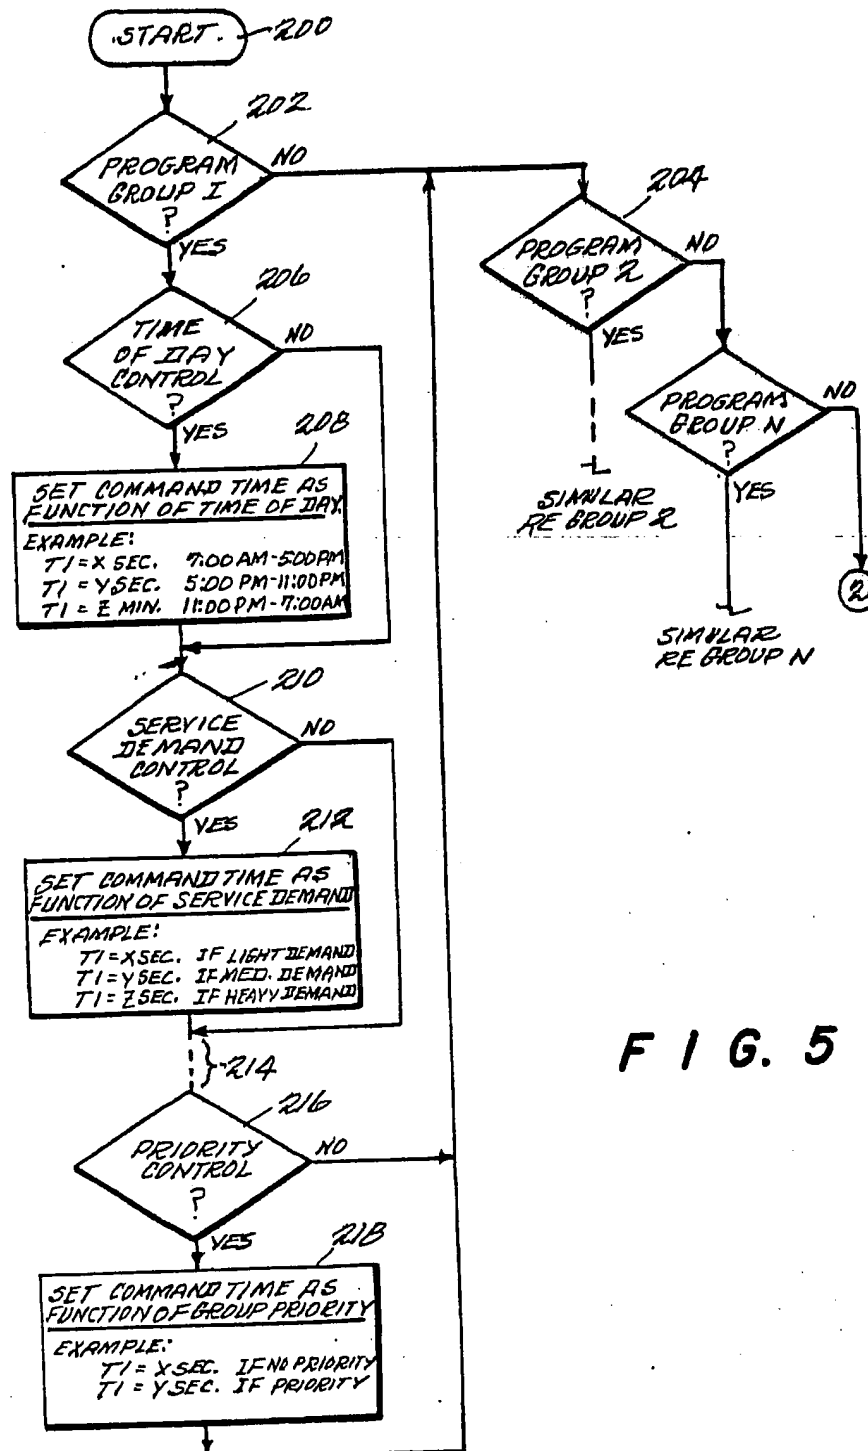 START
200
202
PROGRAM
GROUP I
?
NO
YES
204
PROGRAM
GROUP 2
?
NO
YES
SIMILAR
RE GROUP 2
PROGRAM
GROUP N
?
NO
YES
SIMILAR
RE GROUP N
2
206
TIME
OF DAY
CONTROL
?
NO
YES
208
SET COMMAND TIME AS
FUNCTION OF TIME OF DAY.
EXAMPLE:
T1 = X SEC. 7:00 AM-5:00 PM
T1 = Y SEC. 5:00 PM-11:00 PM
T1 = Z MIN. 11:00 PM-7:00 AM
210
SERVICE
DEMAND
CONTROL
?
NO
YES
212
SET COMMAND TIME AS
FUNCTION OF SERVICE DEMAND
EXAMPLE:
T1 = X SEC. IF LIGHT DEMAND
T1 = Y SEC. IF MED. DEMAND
T1 = Z SEC. IF HEAVY DEMAND
214
216
PRIORITY
CONTROL
?
NO
YES
218
SET COMMAND TIME AS
FUNCTION OF GROUP PRIORITY
EXAMPLE:
T1 = X SEC. IF NO PRIORITY
T1 = Y SEC. IF PRIORITY
FIG. 5